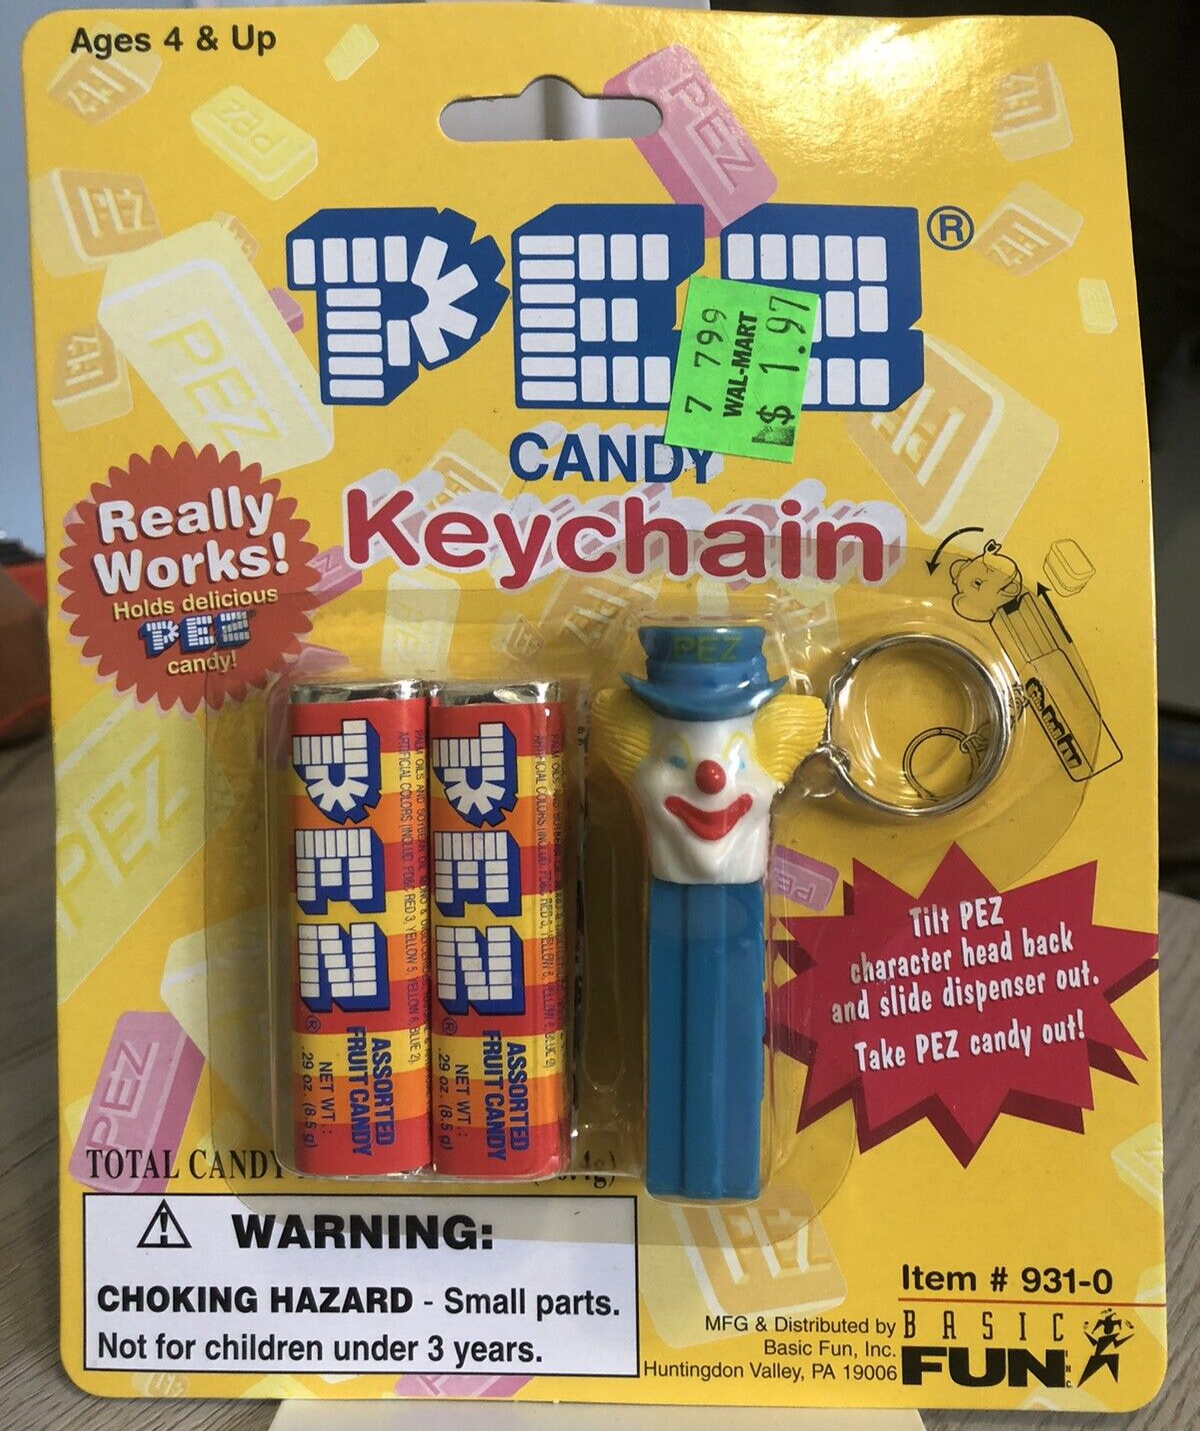 Ages 4 & Up
PEZ®
7 799
WAL-MART
$ 1.97
CANDY
Keychain
Really
Works!
Holds delicious
PEZ
candy!
PEZ
PEZ®
ASSORTED
FRUIT CANDY
NET WT.:
.29 oz. (8.5 g)
PEZ®
ASSORTED
FRUIT CANDY
NET WT.:
.29 oz. (8.5 g)
Tilt PEZ
character head back
and slide dispenser out.
Take PEZ candy out!
TOTAL CANDY
WARNING:
CHOKING HAZARD - Small parts.
Not for children under 3 years.
Item # 931-0
MFG & Distributed by
Basic Fun, Inc.
Huntingdon Valley, PA 19006
BASIC
FUN INC.